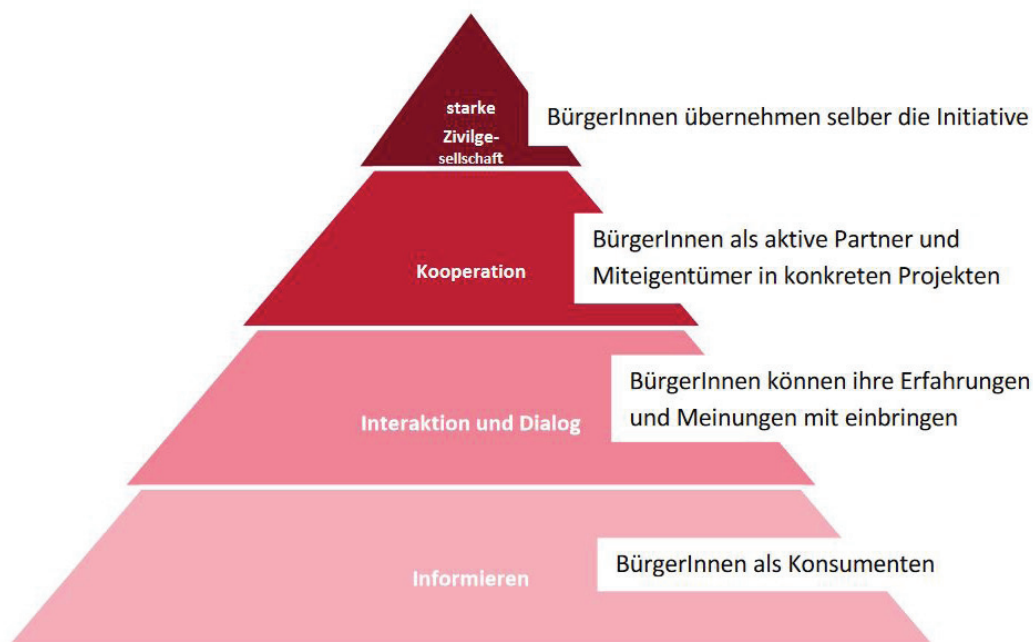 starke
Zivilge-
sellschaft
BürgerInnen übernehmen selber die Initiative
Kooperation
BürgerInnen als aktive Partner und
Miteigentümer in konkreten Projekten
Interaktion und Dialog
BürgerInnen können ihre Erfahrungen
und Meinungen mit einbringen
Informieren
BürgerInnen als Konsumenten